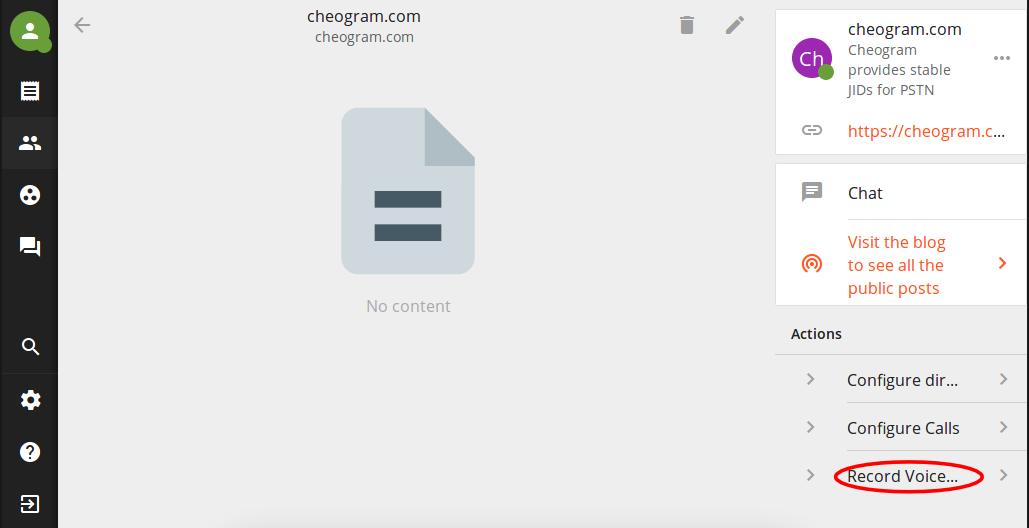 cheogram.com
cheogram.com
No content
Ch
cheogram.com
Cheogram
provides stable
JIDs for PSTN
https://cheogram.c...
Chat
Visit the blog
to see all the
public posts
Actions
Configure dir...
Configure Calls
Record Voice...